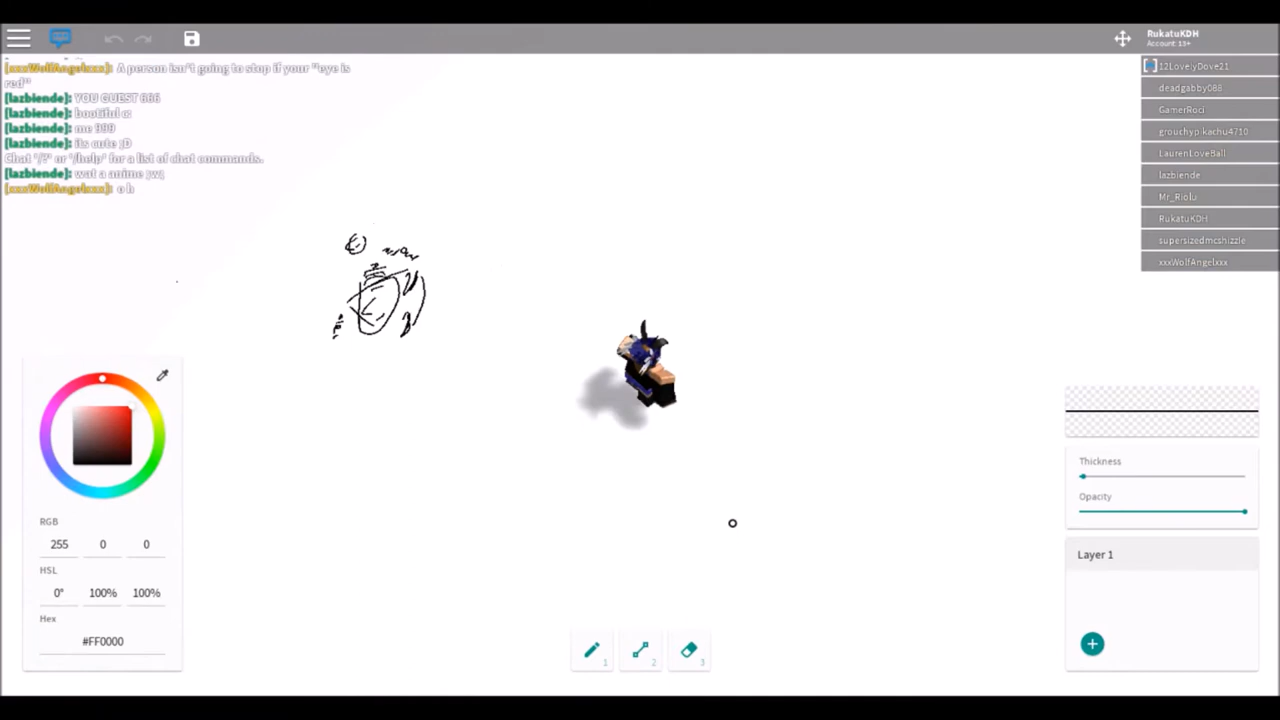 RukatuKDH
Account: 13+
[xxxWolfAngelxxx]: A person isn't going to stop if your "eye is
red"
[lazbiende]: YOU GUEST 666
[lazbiende]: bootiful c:
[lazbiende]: me 999
[lazbiende]: its cute ;D
Chat '/?' or '/help' for a list of chat commands.
[lazbiende]: wat a anime ;w;
[xxxWolfAngelxxx]: o h
12LovelyDove21
deadgabby088
GamerRoci
grouchypikachu4710
LaurenLoveBall
lazbiende
Mr_Riolu
RukatuKDH
supersizedmcshizzle
xxxWolfAngelxxx
RGB
255 0 0
HSL
0° 100% 100%
Hex
#FF0000
1 2 3
Thickness
Opacity
Layer 1